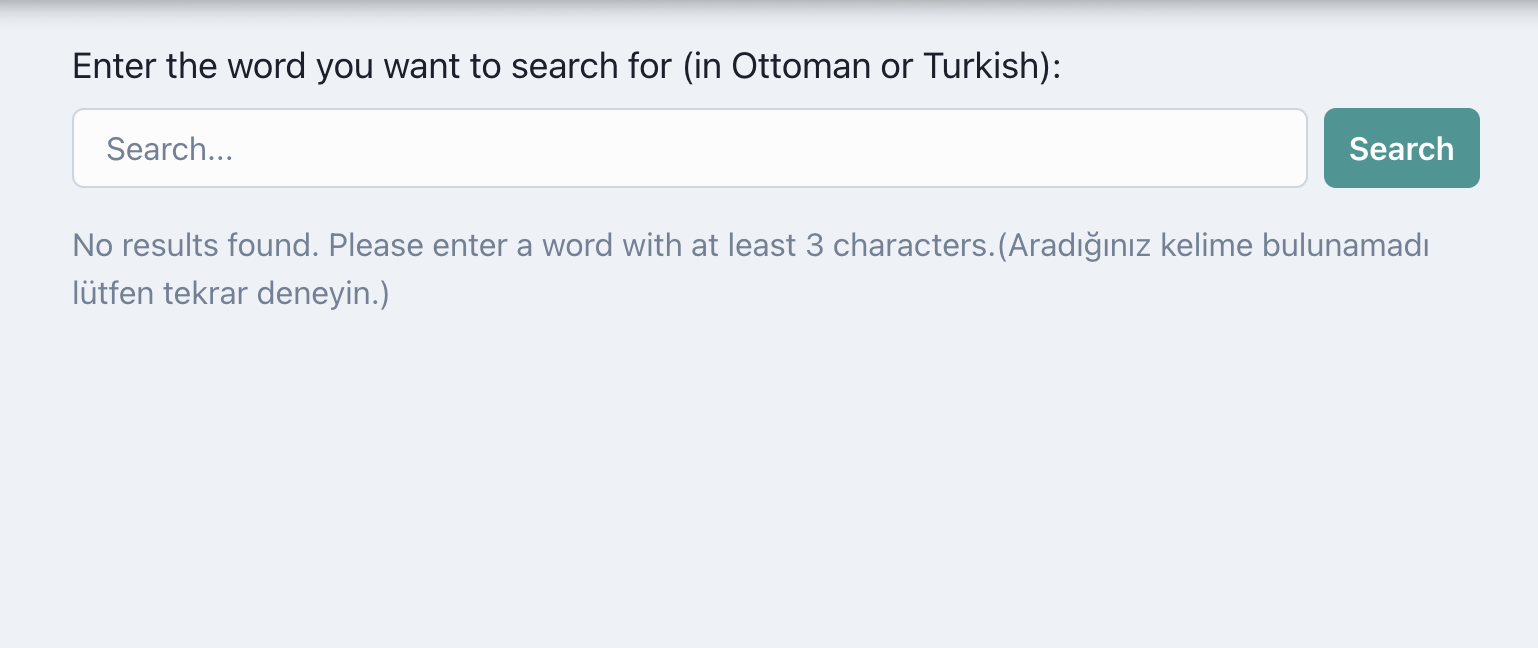 Enter the word you want to search for (in Ottoman or Turkish):
Search...
Search
No results found. Please enter a word with at least 3 characters.(Aradığınız kelime bulunamadı
lütfen tekrar deneyin.)